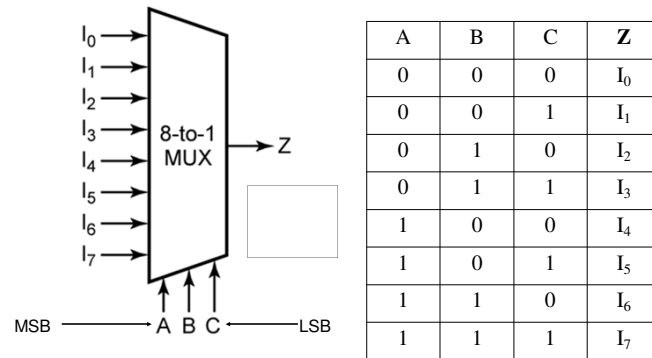 I₀
I₁
I₂
I₃
I₄
I₅
I₆
I₇
8-to-1
MUX
Z
MSB A B C LSB
A B C Z
0 0 0 I₀
0 0 1 I₁
0 1 0 I₂
0 1 1 I₃
1 0 0 I₄
1 0 1 I₅
1 1 0 I₆
1 1 1 I₇